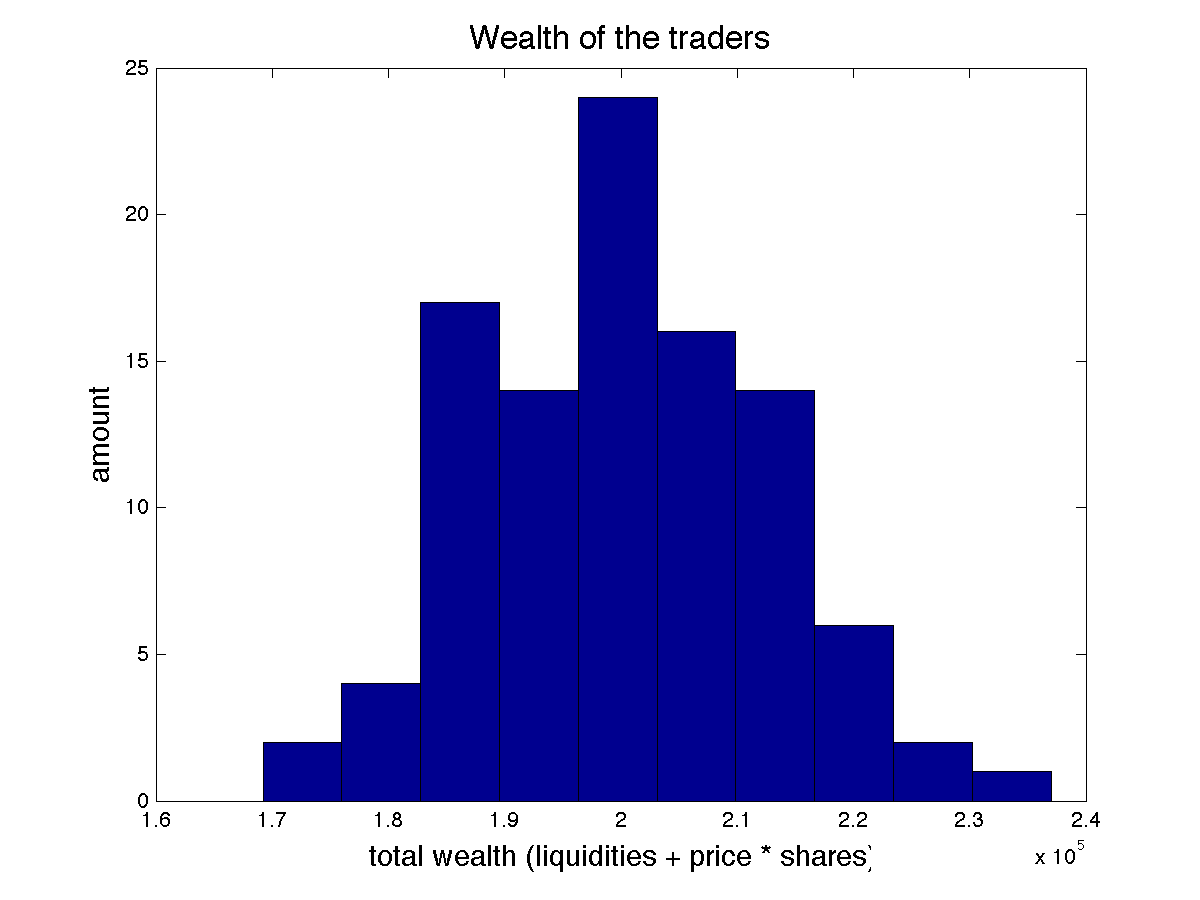 Wealth of the traders
25
20
15
10
5
0
amount
1.6 1.7 1.8 1.9 2 2.1 2.2 2.3 2.4
x 10^5
total wealth (liquidities + price * shares)